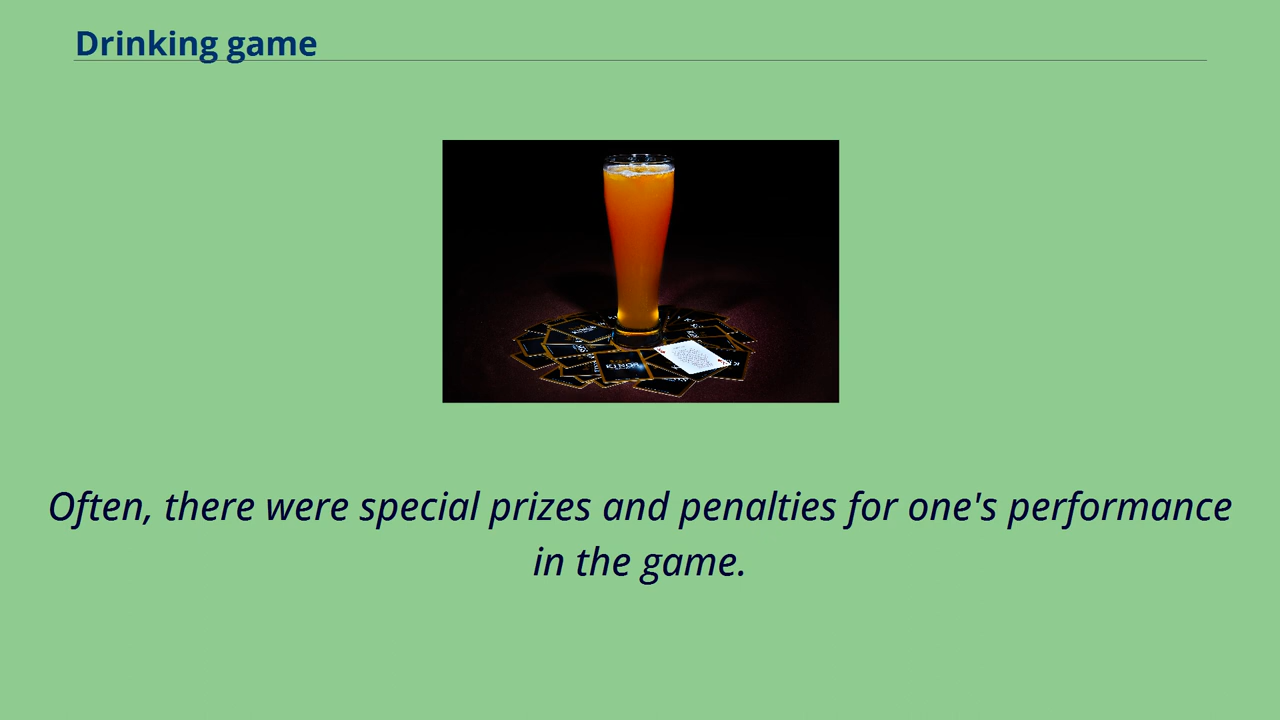 Drinking game
Often, there were special prizes and penalties for one's performance
in the game.